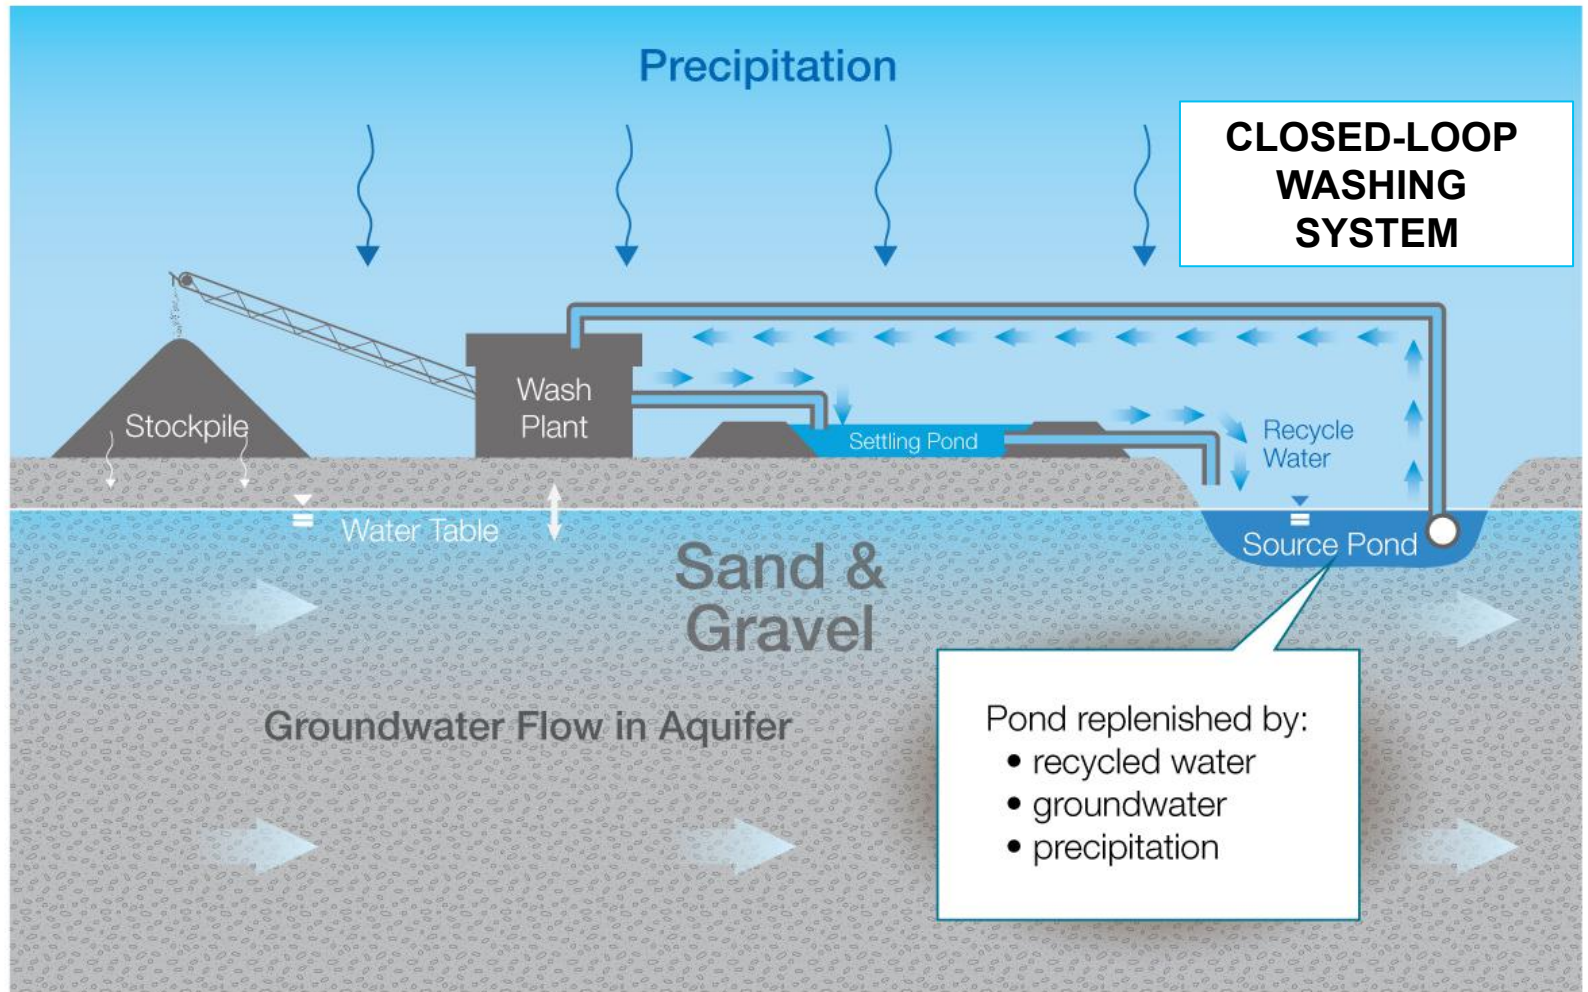 Precipitation
CLOSED-LOOP
WASHING
SYSTEM
Wash
Plant
Stockpile
Settling Pond
Recycle
Water
Water Table
Source Pond
Sand &
Gravel
Groundwater Flow in Aquifer
Pond replenished by:
• recycled water
• groundwater
• precipitation